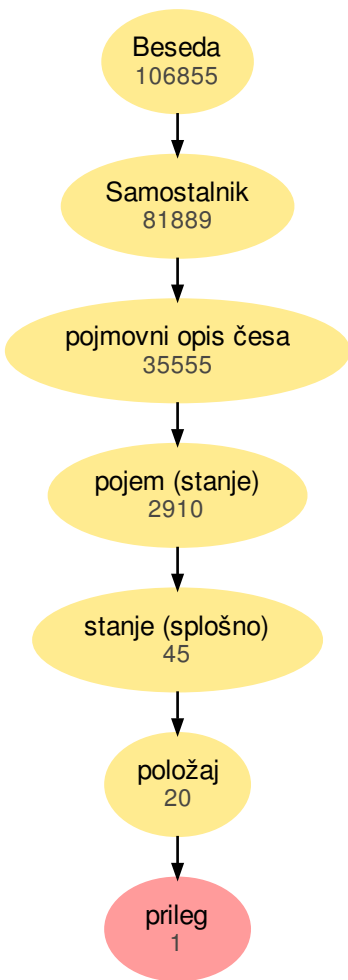 Beseda
106855
Samostalnik
81889
pojmovni opis česa
35555
pojem (stanje)
2910
stanje (splošno)
45
položaj
20
prileg
1